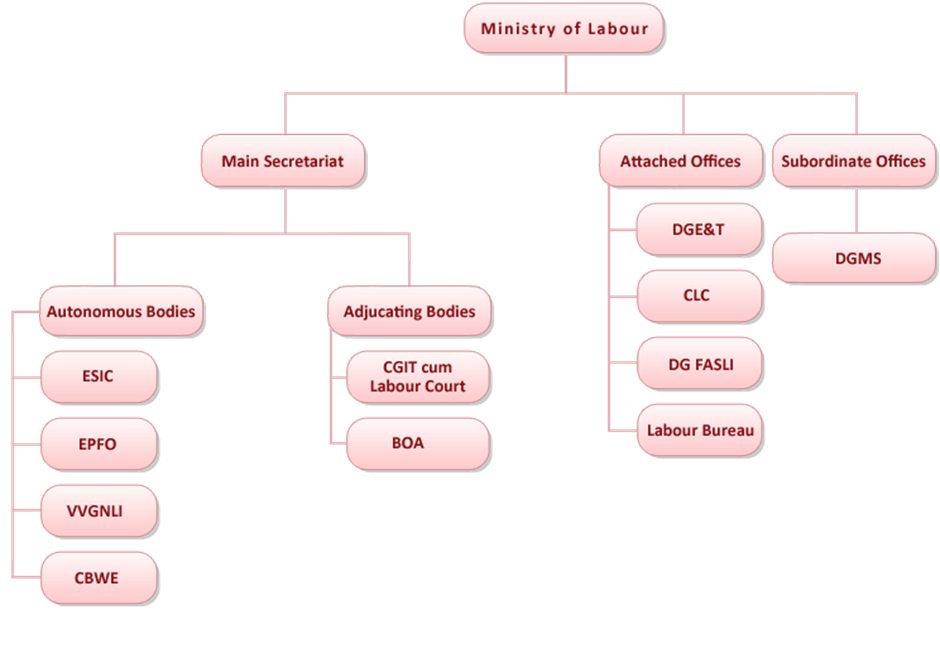 Ministry of Labour
Main Secretariat
Attached Offices
Subordinate Offices
Autonomous Bodies
ESIC
EPFO
VVGNLI
CBWE
Adjucating Bodies
CGIT cum
Labour Court
BOA
DGE&T
CLC
DG FASLI
Labour Bureau
DGMS